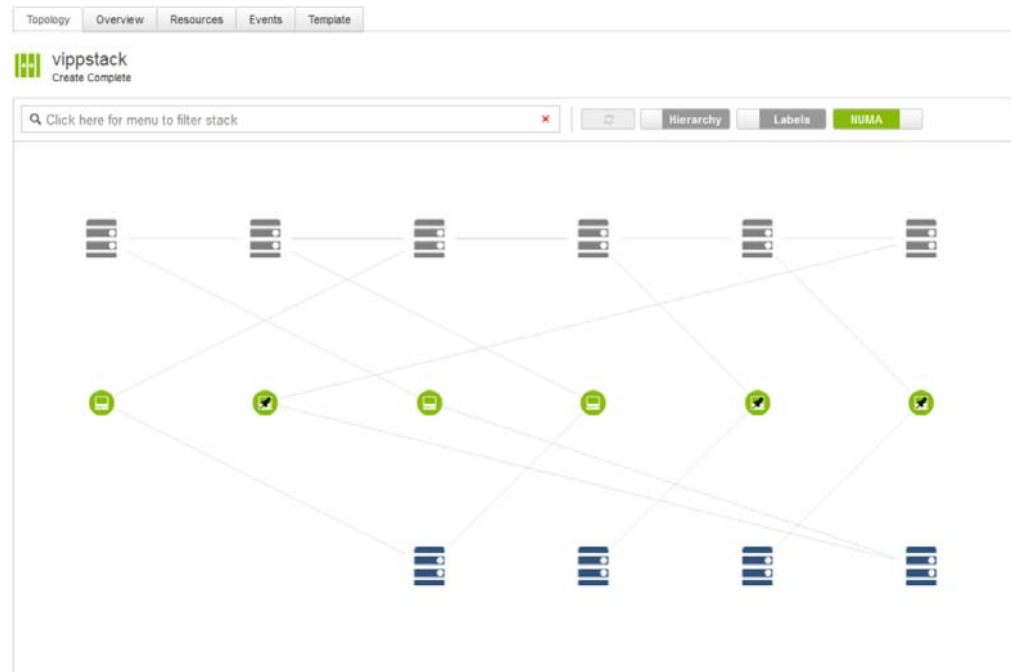 Topology Overview Resources Events Template
vippstack
Create Complete
Click here for menu to filter stack Hierarchy Labels NUMA